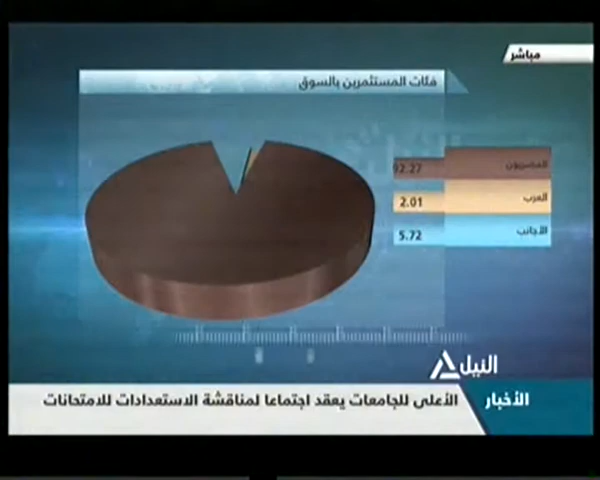 مباشر
فئات المستثمرين بالسوق
المصريون 92.27
العرب 2.01
الأجانب 5.72
النيل
الأخبار
الأعلى للجامعات يعقد اجتماعا لمناقشة الاستعدادات للامتحانات